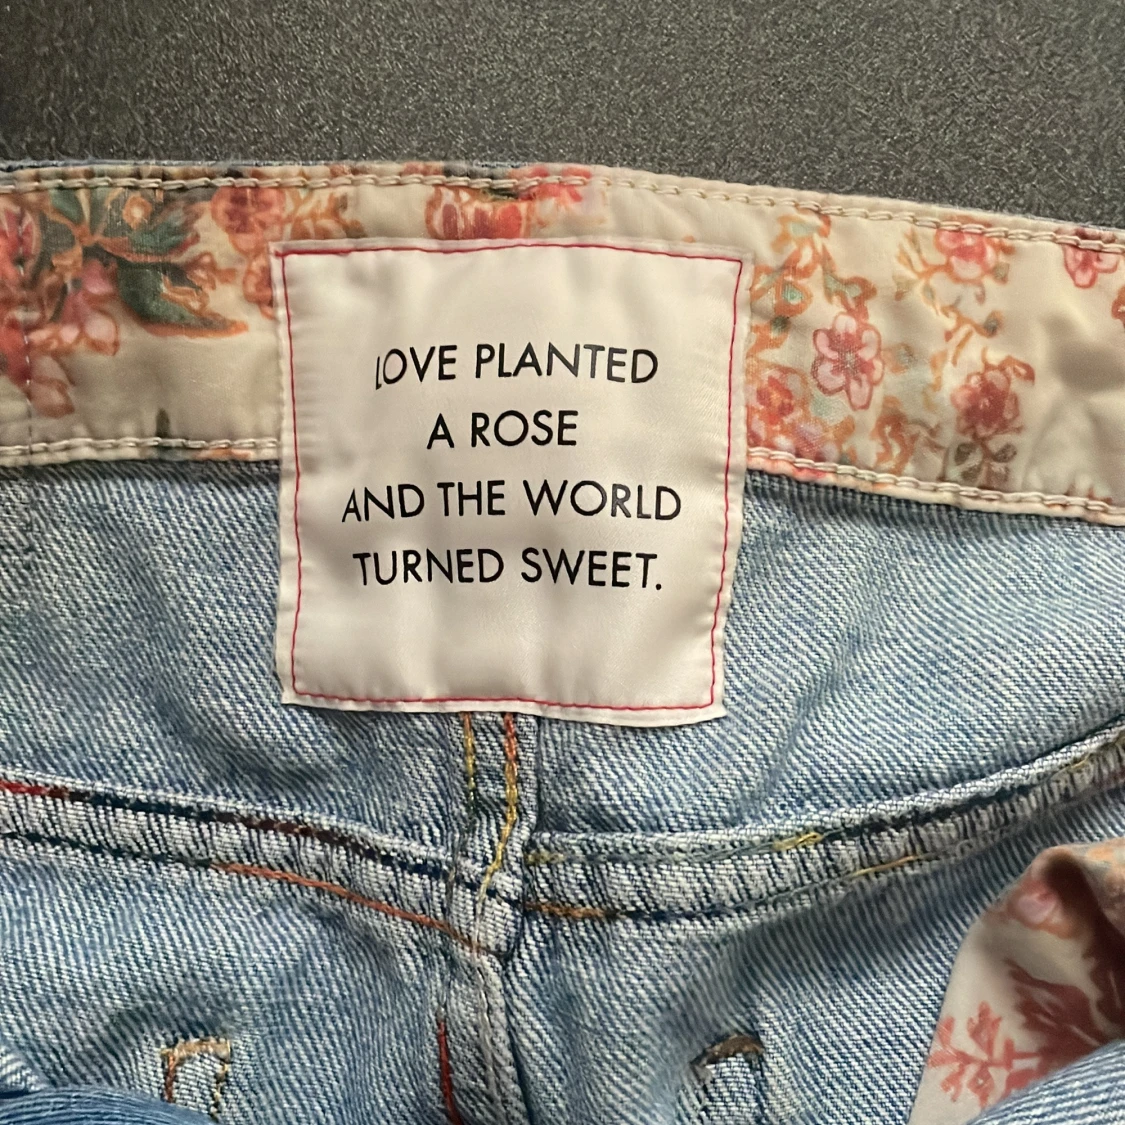 LOVE PLANTED
A ROSE
AND THE WORLD
TURNED SWEET.